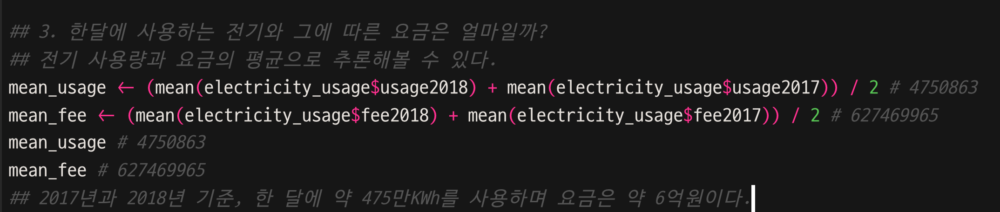 ## 3. 한달에 사용하는 전기와 그에 따른 요금은 얼마일까?
## 전기 사용량과 요금의 평균으로 추론해볼 수 있다.
mean_usage <- (mean(electricity_usage$usage2018) + mean(electricity_usage$usage2017)) / 2 # 4750863
mean_fee <- (mean(electricity_usage$fee2018) + mean(electricity_usage$fee2017)) / 2 # 627469965
mean_usage # 4750863
mean_fee # 627469965
## 2017년과 2018년 기준, 한 달에 약 475만KWh를 사용하며 요금은 약 6억원이다.